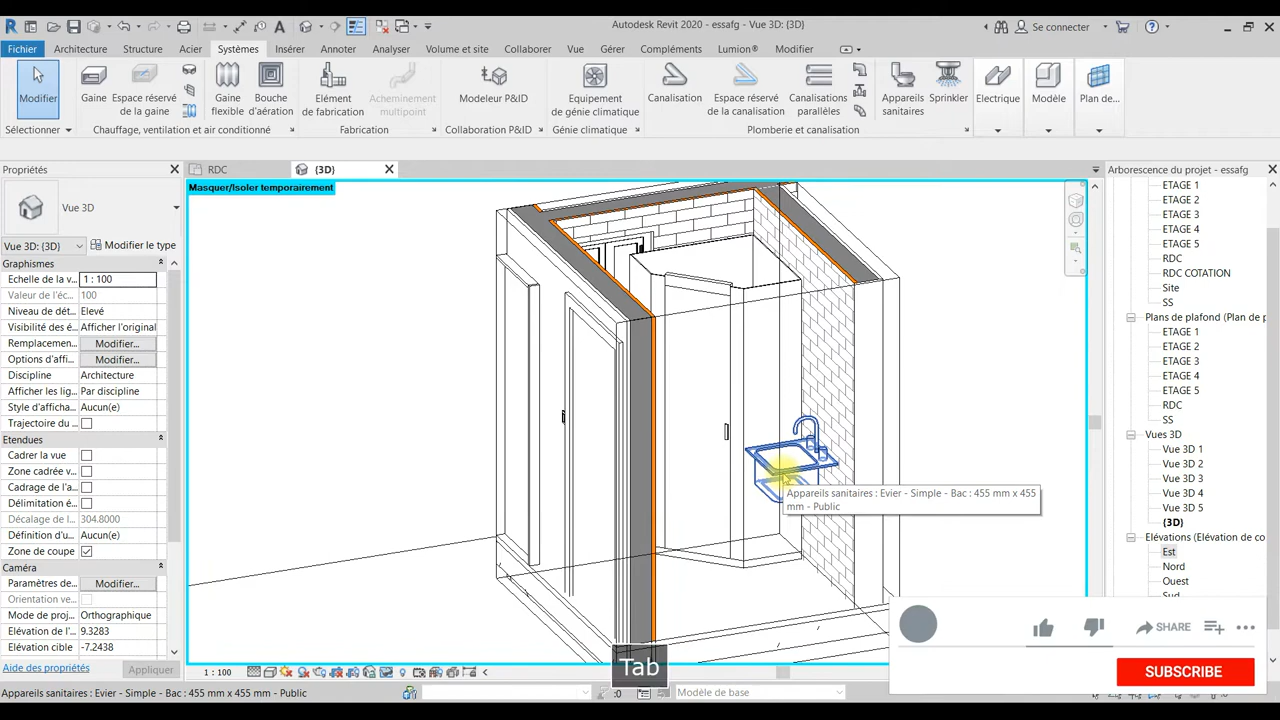 Autodesk Revit 2020 - essafg - Vue 3D: {3D}
Se connecter
Fichier Architecture Structure Acier Systèmes Insérer Annoter Analyser Volume et site Collaborer Vue Gérer Compléments Lumion® Modifier
Modifier
Gaine
Espace réservé
de la gaine
Gaine
flexible
Bouche
d'aération
Elément
de fabrication
Acheminement
multipoint
Modeleur P&ID
Equipement
de génie climatique
Canalisation
Espace réservé
de la canalisation
Canalisations
parallèles
Appareils
sanitaires
Sprinkler
Electrique
Modèle
Plan de...
Sélectionner
Chauffage, ventilation et air conditionné
Fabrication
Collaboration P&ID
Génie climatique
Plomberie et canalisation
Propriétés
RDC
{3D}
Arborescence du projet - essafg
Masquer/Isoler temporairement
Vue 3D
Vue 3D: {3D}
Modifier le type
Graphismes
Echelle de la v... 1 : 100
Valeur de l'éc... 100
Niveau de dét... Elevé
Visibilité des é... Afficher l'original
Remplacemen... Modifier...
Options d'affi... Modifier...
Discipline Architecture
Afficher les lig... Par discipline
Style d'afficha... Aucun(e)
Trajectoire du ...
Etendues
Cadrer la vue
Zone cadrée v...
Cadrage de l'a...
Délimitation é...
Décalage de l... 304.8000
Définition d'u... Aucun(e)
Zone de coupe
Caméra
Paramètres de... Modifier...
Orientation ve...
Mode de proj... Orthographique
Elévation de l'... 9.3283
Elévation cible -7.2438
Aide des propriétés
Appliquer
ETAGE 1
ETAGE 2
ETAGE 3
ETAGE 4
ETAGE 5
RDC
RDC COTATION
Site
SS
Plans de plafond (Plan de p
ETAGE 1
ETAGE 2
ETAGE 3
ETAGE 4
ETAGE 5
RDC
SS
Vues 3D
Vue 3D 1
Vue 3D 2
Vue 3D 3
Vue 3D 4
Vue 3D 5
{3D}
Elévations (Elévation de co
Est
Nord
Ouest
Sud
Appareils sanitaires : Evier - Simple - Bac : 455 mm x 455
mm - Public
SHARE
SUBSCRIBE
Tab
1 : 100
Appareils sanitaires : Evier - Simple - Bac : 455 mm x 455 mm - Public
:0
Modèle de base